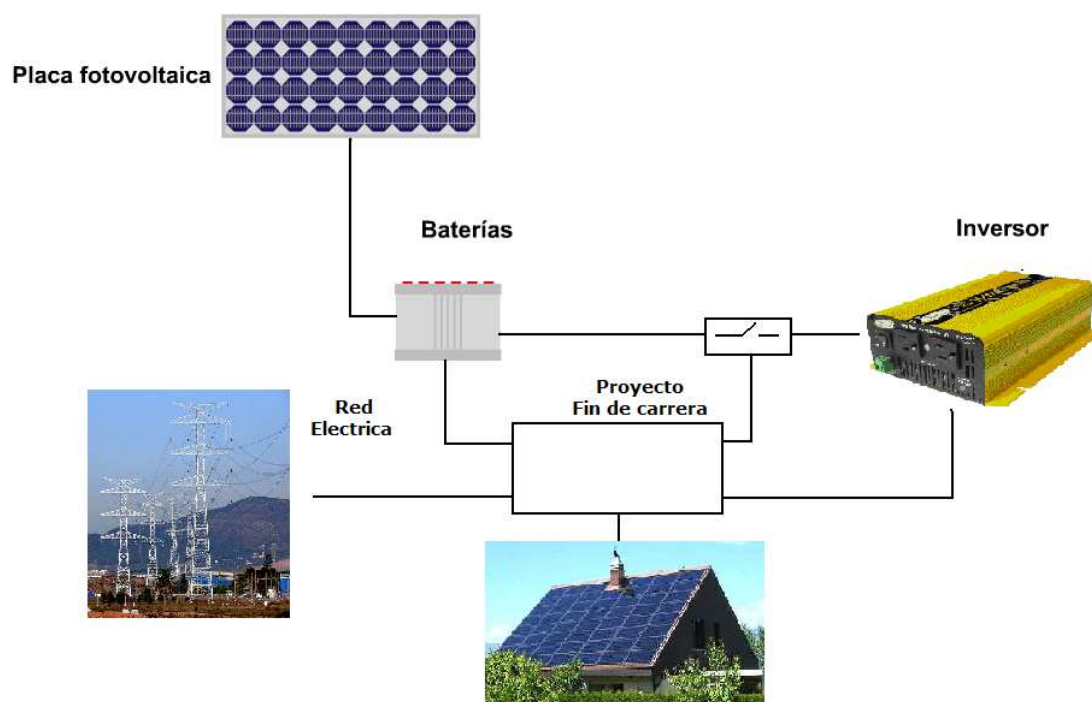 Placa fotovoltaica
Baterías
Inversor
Proyecto
Fin de carrera
Red
Electrica